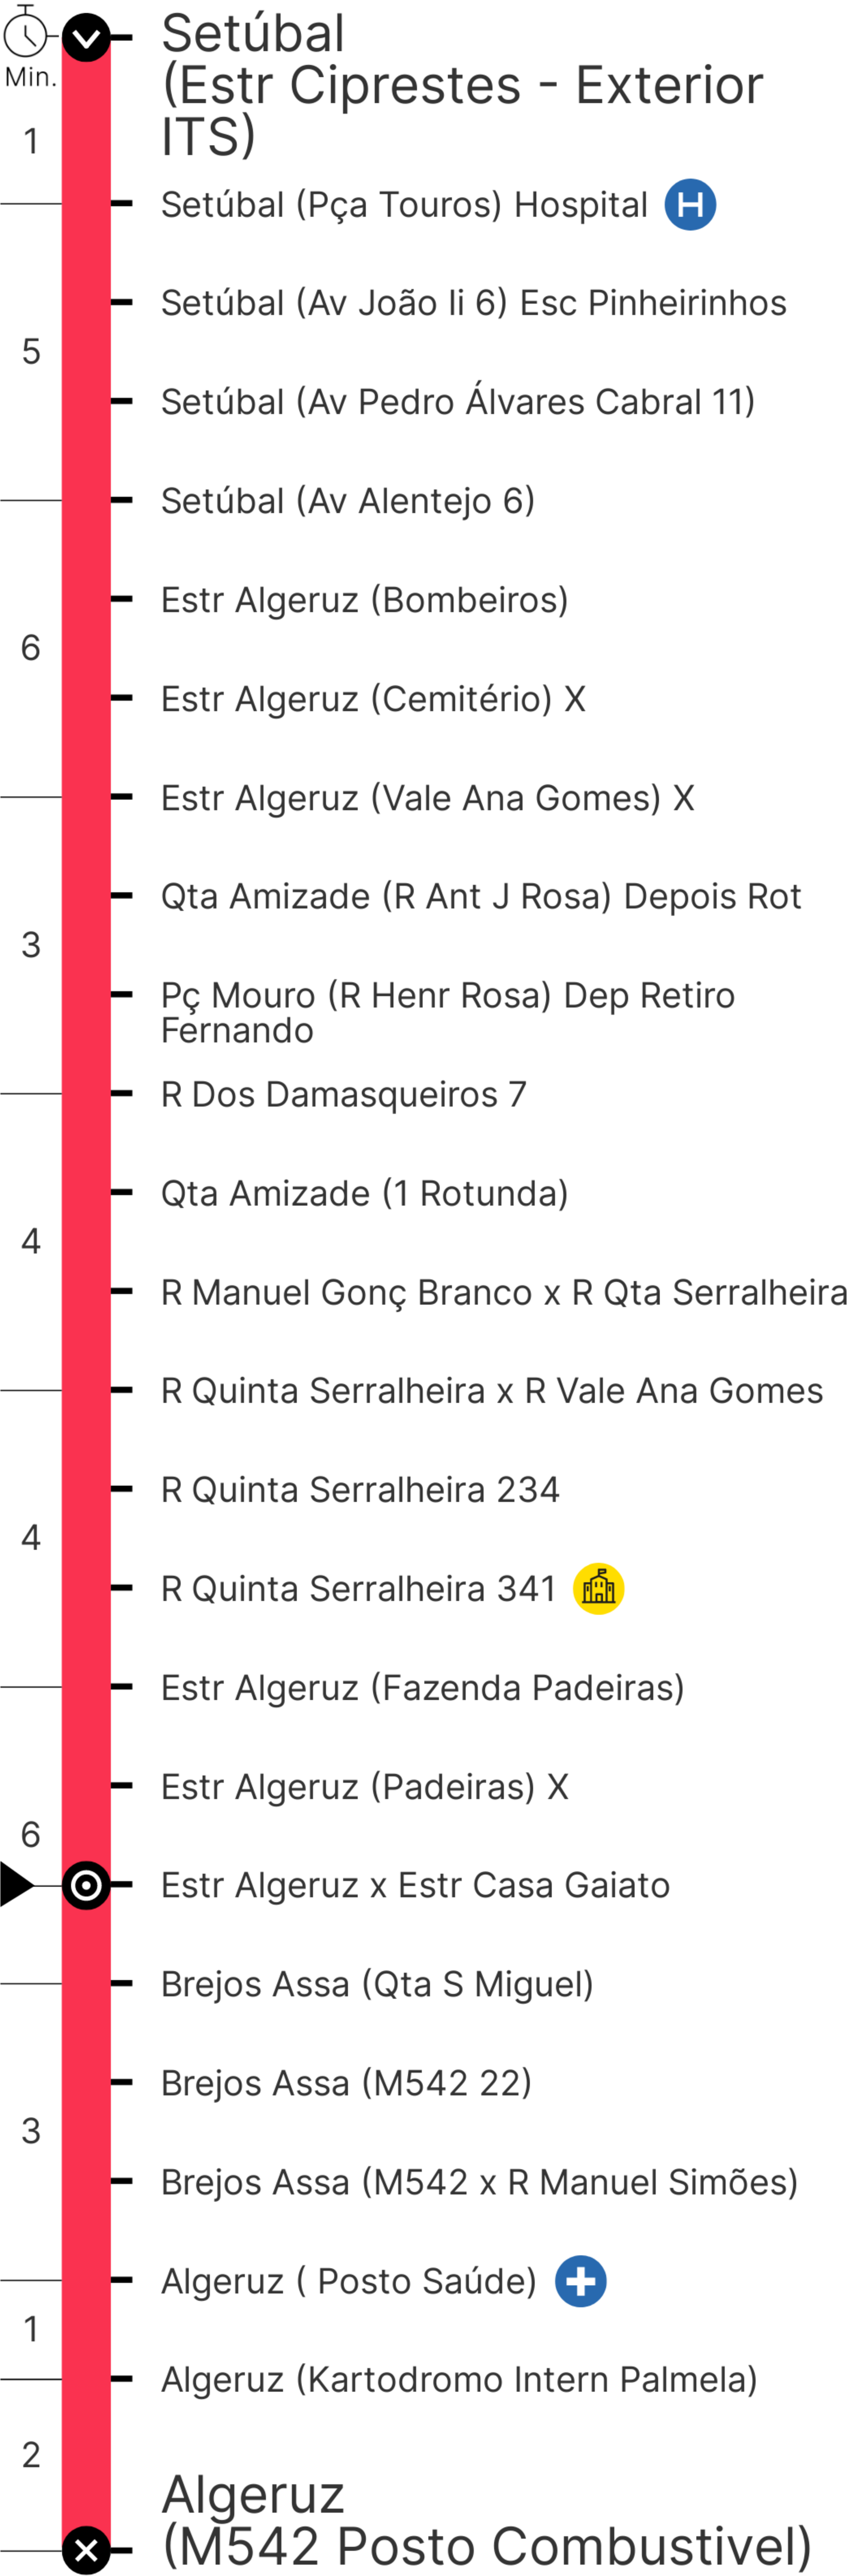 Setúbal
(Estr Ciprestes - Exterior
ITS)
Min.
1
Setúbal (Pça Touros) Hospital H
Setúbal (Av João Ii 6) Esc Pinheirinhos
5
Setúbal (Av Pedro Álvares Cabral 11)
Setúbal (Av Alentejo 6)
Estr Algeruz (Bombeiros)
6
Estr Algeruz (Cemitério) X
Estr Algeruz (Vale Ana Gomes) X
Qta Amizade (R Ant J Rosa) Depois Rot
3
Pç Mouro (R Henr Rosa) Dep Retiro
Fernando
R Dos Damasqueiros 7
Qta Amizade (1 Rotunda)
4
R Manuel Gonç Branco x R Qta Serralheira
R Quinta Serralheira x R Vale Ana Gomes
R Quinta Serralheira 234
4
R Quinta Serralheira 341
Estr Algeruz (Fazenda Padeiras)
Estr Algeruz (Padeiras) X
6
Estr Algeruz x Estr Casa Gaiato
Brejos Assa (Qta S Miguel)
Brejos Assa (M542 22)
3
Brejos Assa (M542 x R Manuel Simões)
Algeruz ( Posto Saúde)
1
Algeruz (Kartodromo Intern Palmela)
2
Algeruz
(M542 Posto Combustivel)